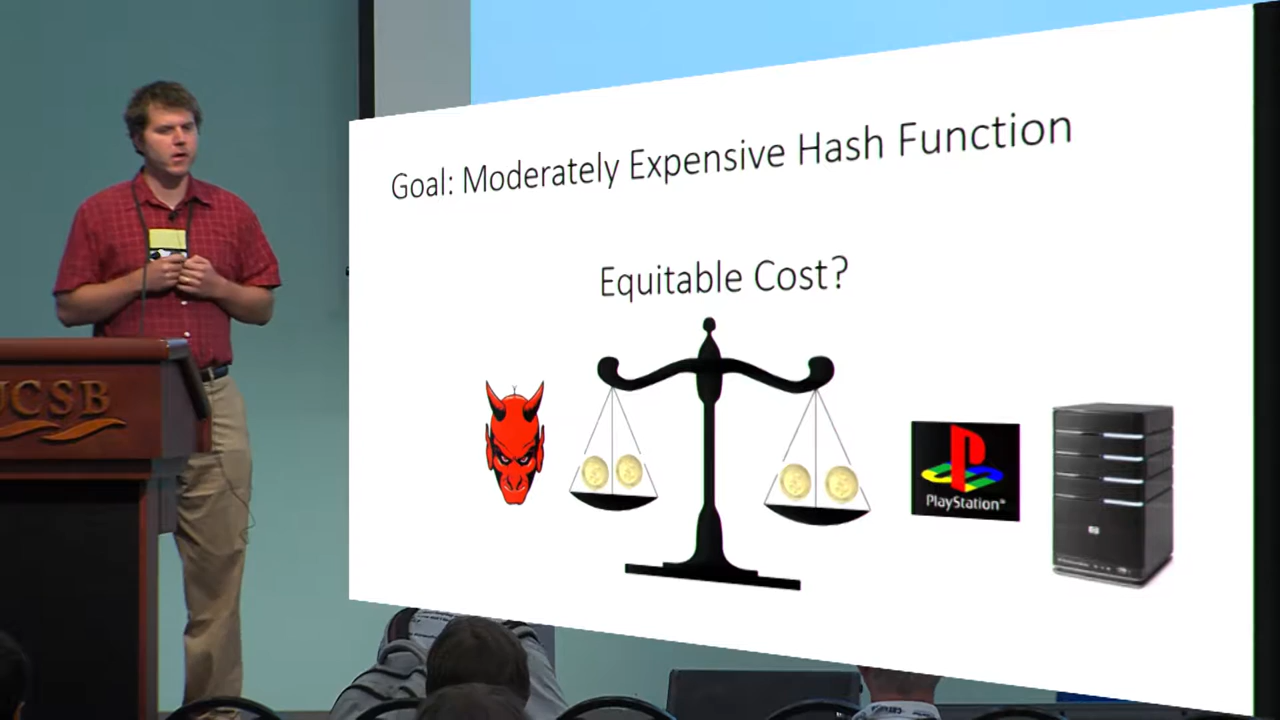 Goal: Moderately Expensive Hash Function
Equitable Cost?
PlayStation
UCSB